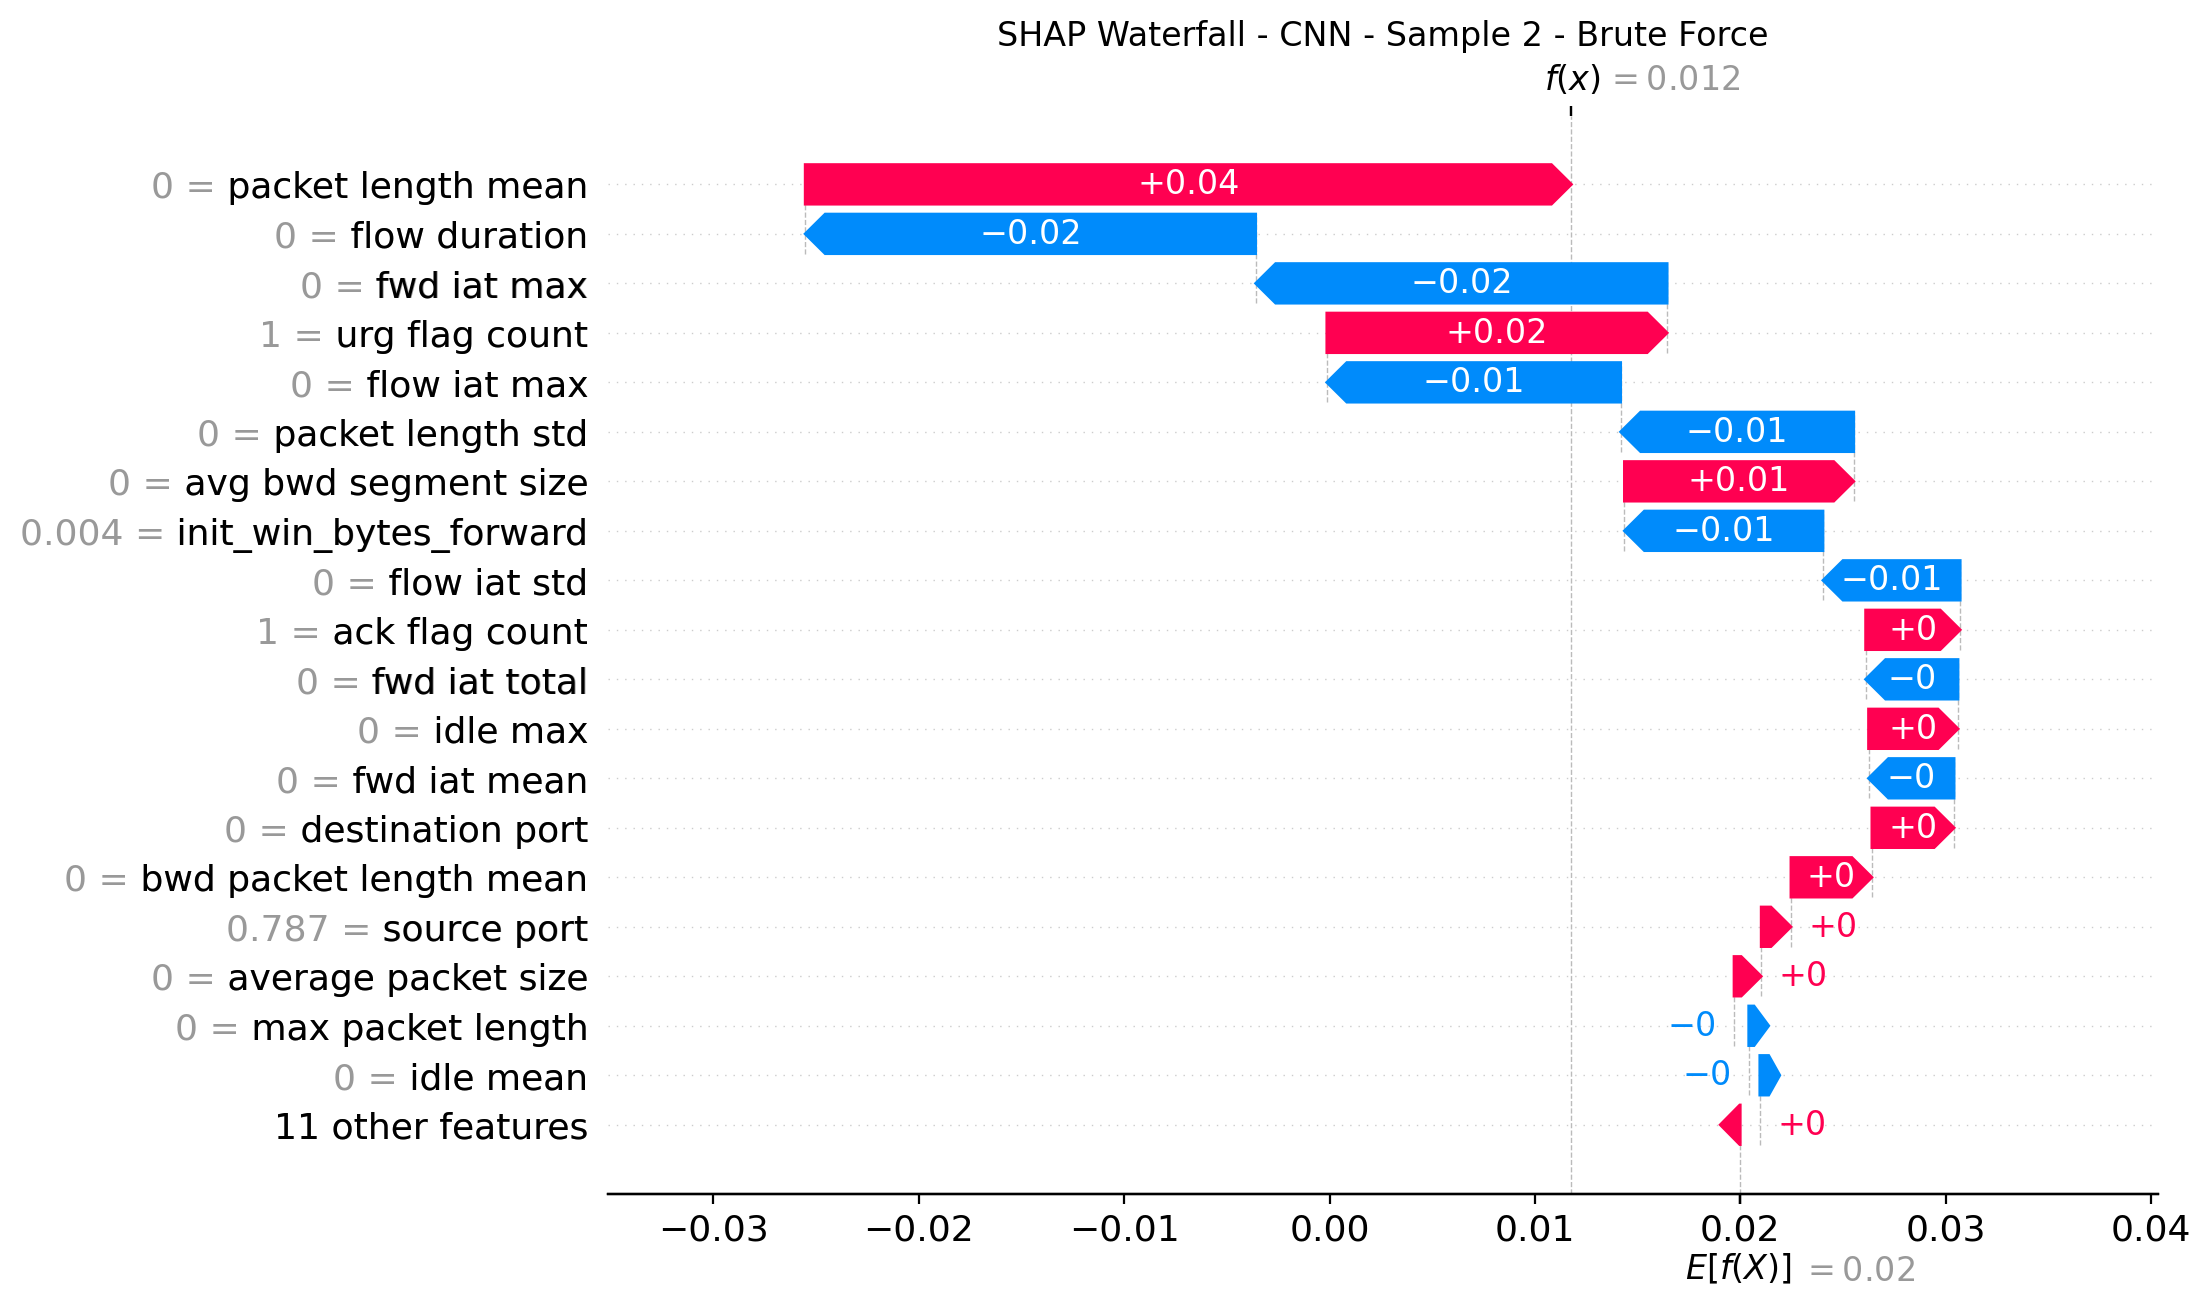 SHAP Waterfall - CNN - Sample 2 - Brute Force
f(x) = 0.012
0 = packet length mean +0.04
0 = flow duration −0.02
0 = fwd iat max −0.02
1 = urg flag count +0.02
0 = flow iat max −0.01
0 = packet length std −0.01
0 = avg bwd segment size +0.01
0.004 = init_win_bytes_forward −0.01
0 = flow iat std −0.01
1 = ack flag count +0
0 = fwd iat total −0
0 = idle max +0
0 = fwd iat mean −0
0 = destination port +0
0 = bwd packet length mean +0
0.787 = source port +0
0 = average packet size +0
0 = max packet length −0
0 = idle mean −0
11 other features +0
−0.03 −0.02 −0.01 0.00 0.01 0.02 0.03 0.04
E[f(X)] = 0.02